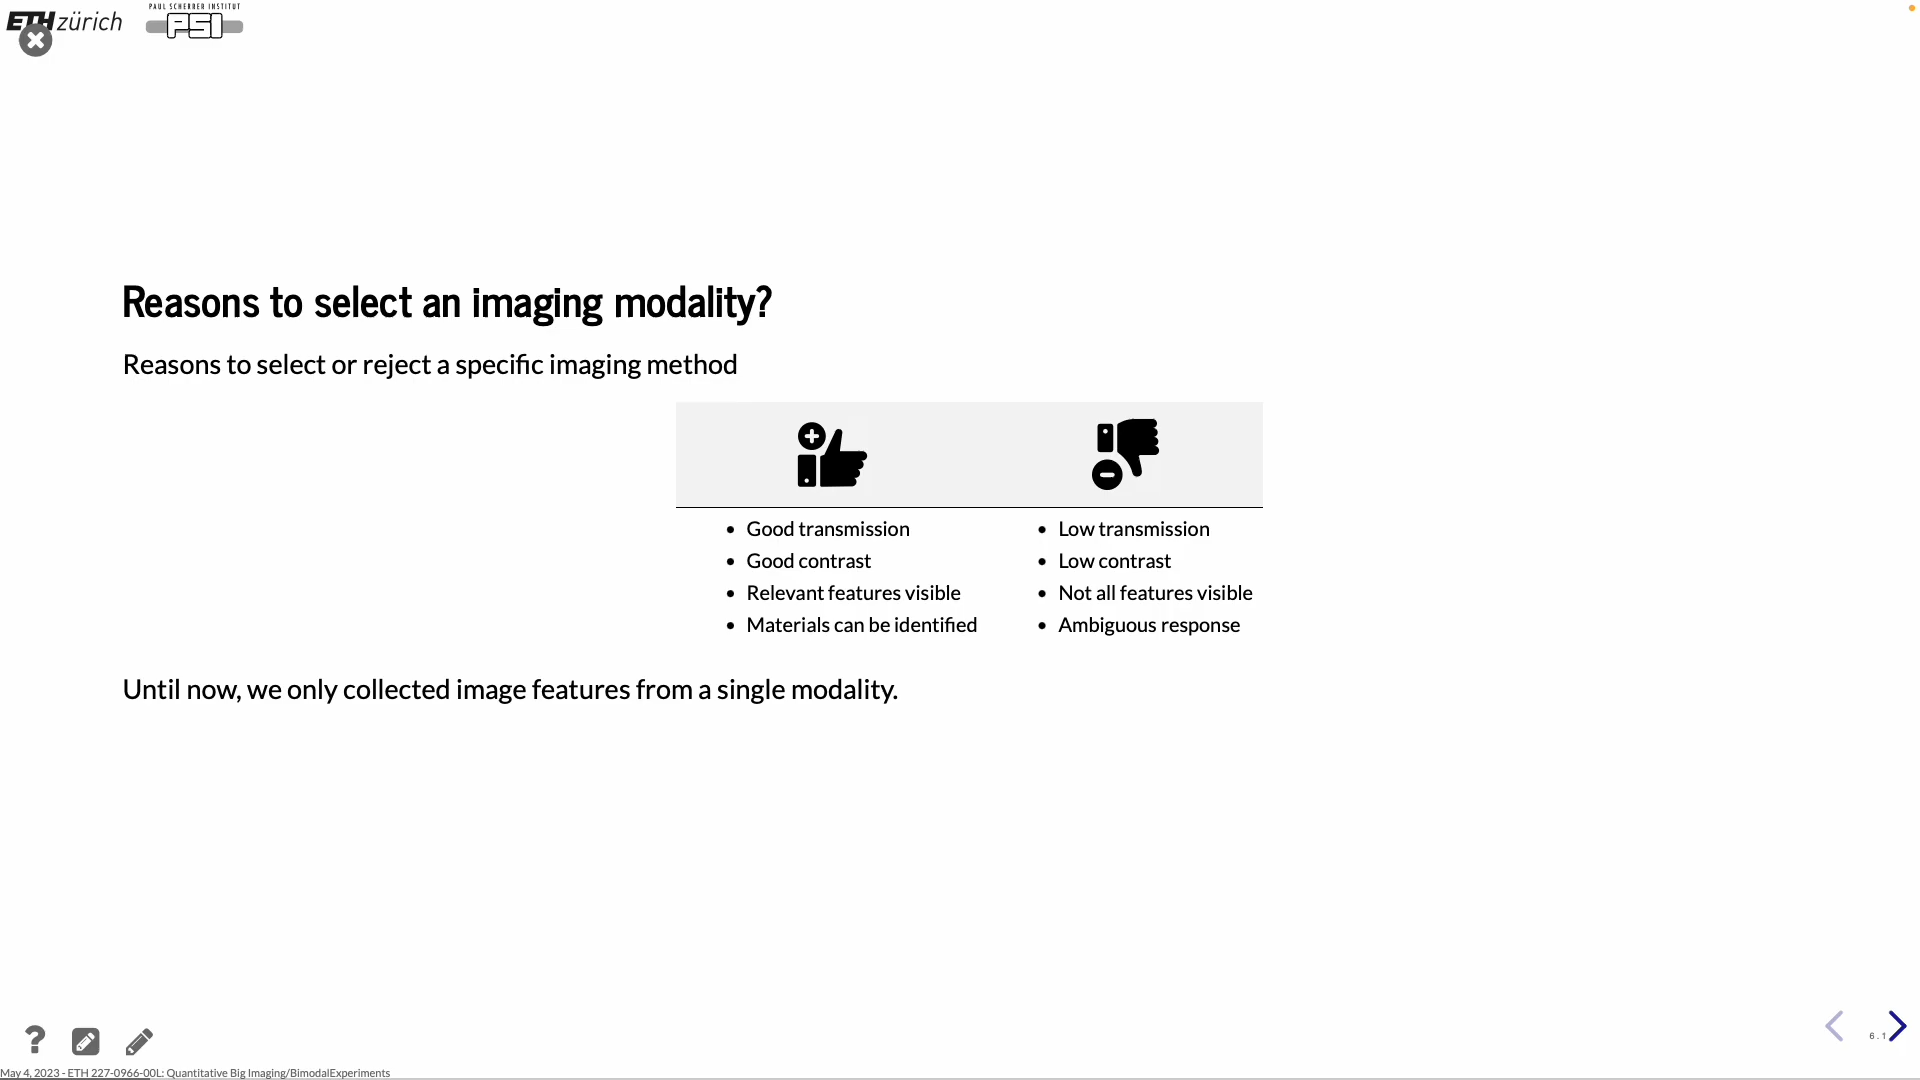 ETH zürich
PAUL SCHERRER INSTITUT
PSI
Reasons to select an imaging modality?
Reasons to select or reject a specific imaging method
• Good transmission
• Good contrast
• Relevant features visible
• Materials can be identified
• Low transmission
• Low contrast
• Not all features visible
• Ambiguous response
Until now, we only collected image features from a single modality.
6 . 1
May 4, 2023 - ETH 227-0966-00L: Quantitative Big Imaging/BimodalExperiments